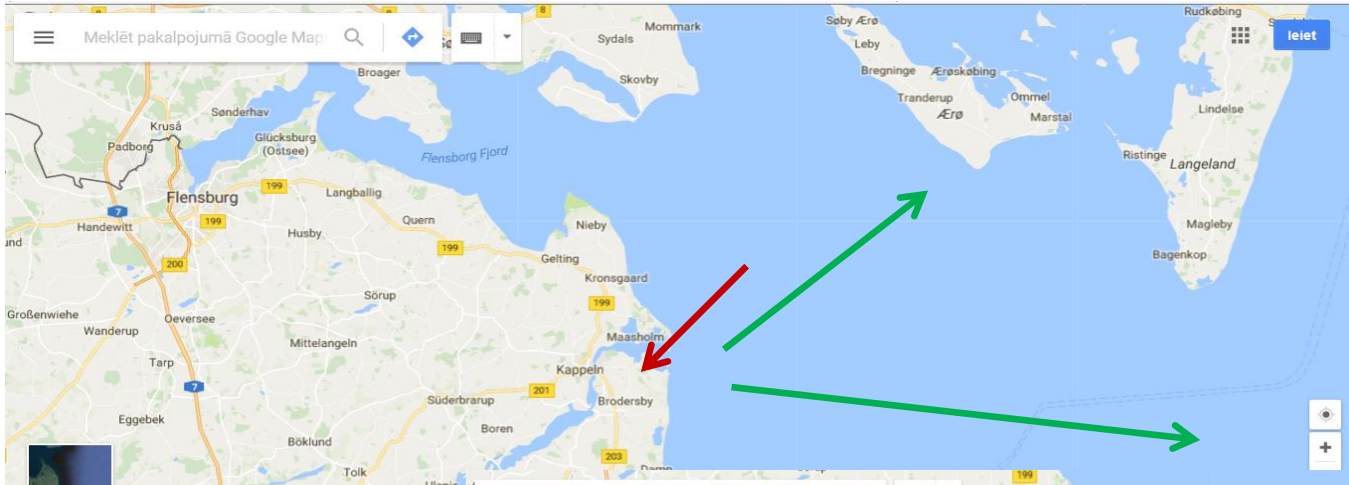 Meklēt pakalpojumā Google Map
Ieiet
8
8
Mommark
Sydals
Skovby
Broager
Sønderhav
Kruså
Padborg
Glücksburg
(Ostsee)
Flensborg Fjord
Flensburg
199
Langballig
7
199
Handewitt
Husby
Quern
199
200
Nieby
Gelting
Kronsgaard
199
Sörup
Großenwiehe
Wanderup
Oeversee
Mittelangeln
Maasholm
Tarp
Kappeln
7
201
Süderbrarup
Brodersby
Eggebek
Boren
Böklund
203
Tolk
Damp
Søby Ærø
Leby
Bregninge
Ærøskøbing
Tranderup
Ommel
Ærø
Marstal
Rudkøbing
Lindelse
Ristinge
Langeland
Magleby
Bagenkop
199